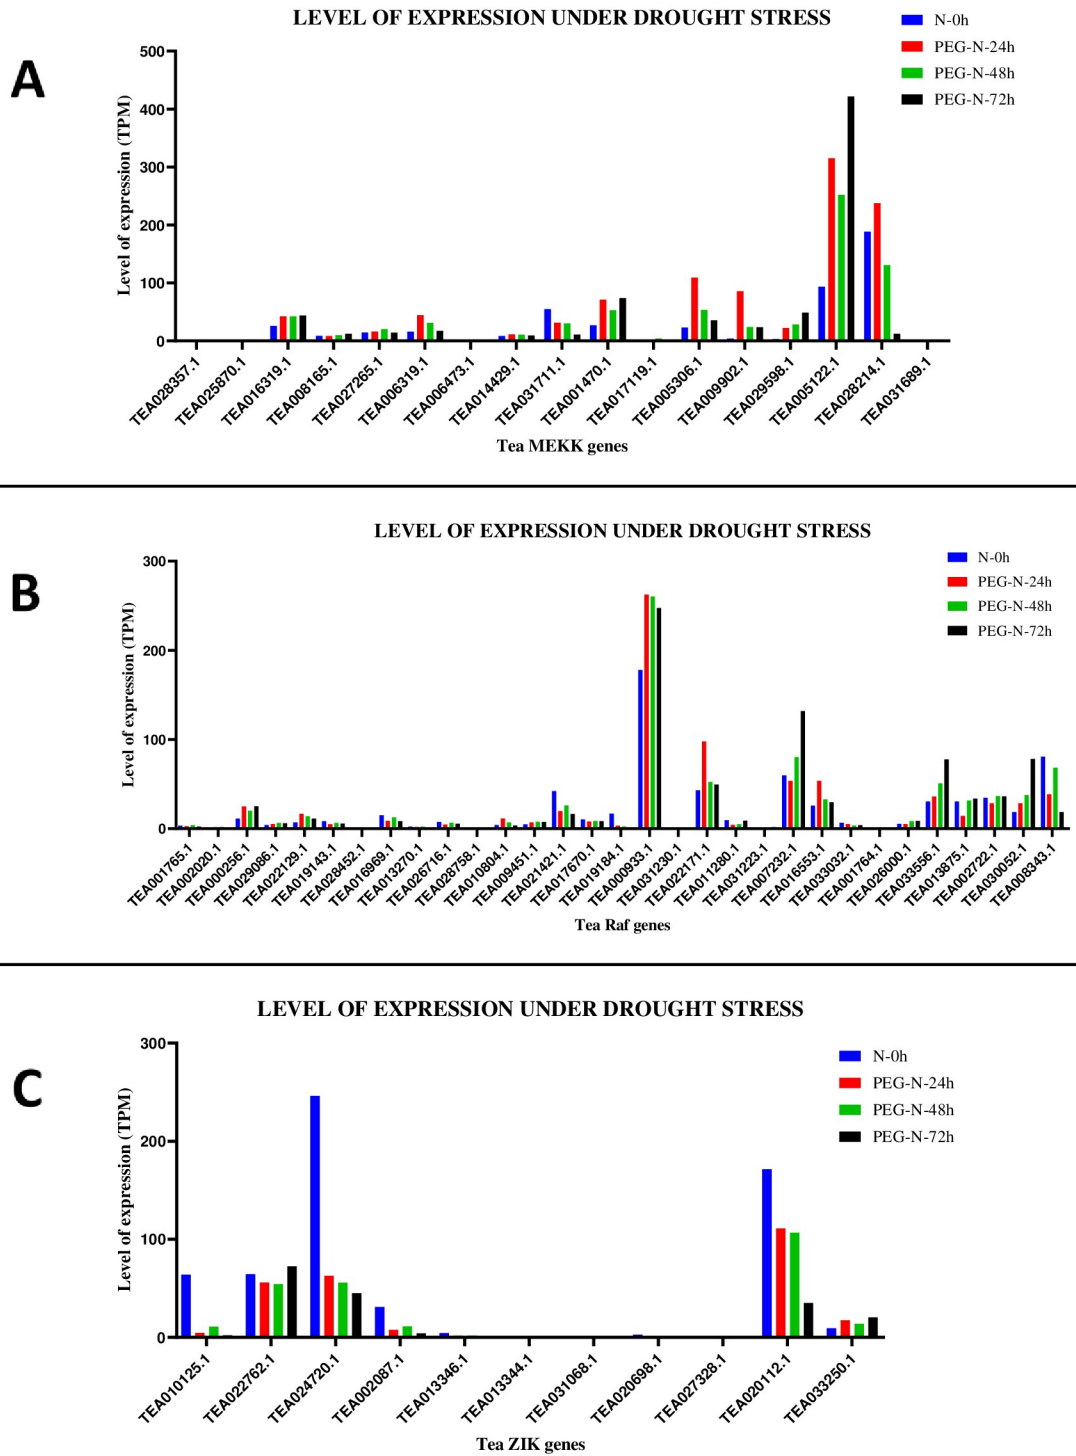 LEVEL OF EXPRESSION UNDER DROUGHT STRESS
N-0h
PEG-N-24h
PEG-N-48h
PEG-N-72h
A
Level of expression (TPM)
500
400
300
200
100
0
TEA028357.1
TEA025870.1
TEA016319.1
TEA008165.1
TEA027265.1
TEA006319.1
TEA006473.1
TEA014429.1
TEA031711.1
TEA001470.1
TEA017119.1
TEA005306.1
TEA009902.1
TEA029598.1
TEA005122.1
TEA028214.1
TEA031689.1
Tea MEKK genes
LEVEL OF EXPRESSION UNDER DROUGHT STRESS
N-0h
PEG-N-24h
PEG-N-48h
PEG-N-72h
B
Level of expression (TPM)
300
200
100
0
TEA001765.1
TEA002020.1
TEA000256.1
TEA029086.1
TEA022129.1
TEA019143.1
TEA028452.1
TEA016969.1
TEA013270.1
TEA026716.1
TEA028758.1
TEA010804.1
TEA009451.1
TEA021421.1
TEA017670.1
TEA019184.1
TEA000933.1
TEA031230.1
TEA022171.1
TEA011280.1
TEA031223.1
TEA007232.1
TEA016553.1
TEA033032.1
TEA001764.1
TEA026000.1
TEA033556.1
TEA013875.1
TEA002722.1
TEA030052.1
TEA008343.1
Tea Raf genes
LEVEL OF EXPRESSION UNDER DROUGHT STRESS
N-0h
PEG-N-24h
PEG-N-48h
PEG-N-72h
C
Level of expression (TPM)
300
200
100
0
TEA010125.1
TEA022762.1
TEA024720.1
TEA002087.1
TEA013346.1
TEA013344.1
TEA031068.1
TEA020698.1
TEA027328.1
TEA020112.1
TEA033250.1
Tea ZIK genes